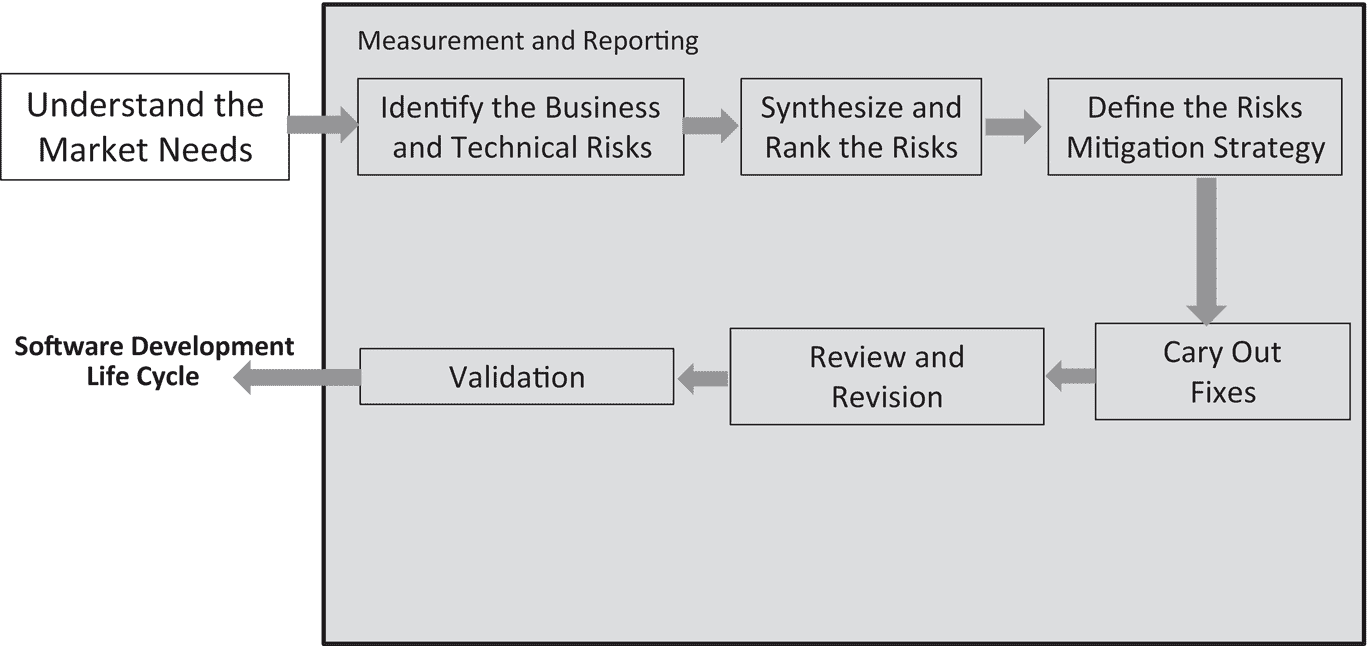 Measurement and Reporting
Understand the
Market Needs
Identify the Business
and Technical Risks
Synthesize and
Rank the Risks
Define the Risks
Mitigation Strategy
Cary Out
Fixes
Review and
Revision
Validation
Software Development
Life Cycle